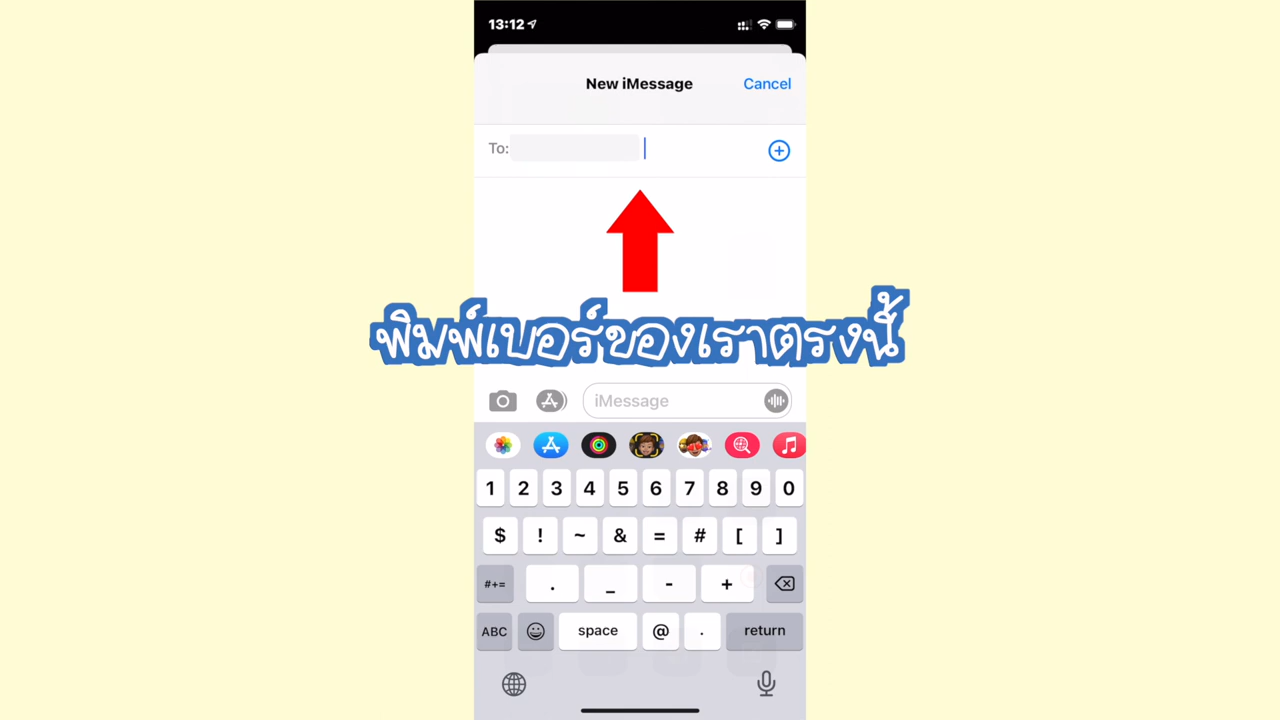 13:12
New iMessage Cancel
To:
พิมพ์เบอร์ของเราตรงนี้
iMessage
1 2 3 4 5 6 7 8 9 0
$ ! ~ & = # [ ]
#+= . _ - +
ABC space @ . return